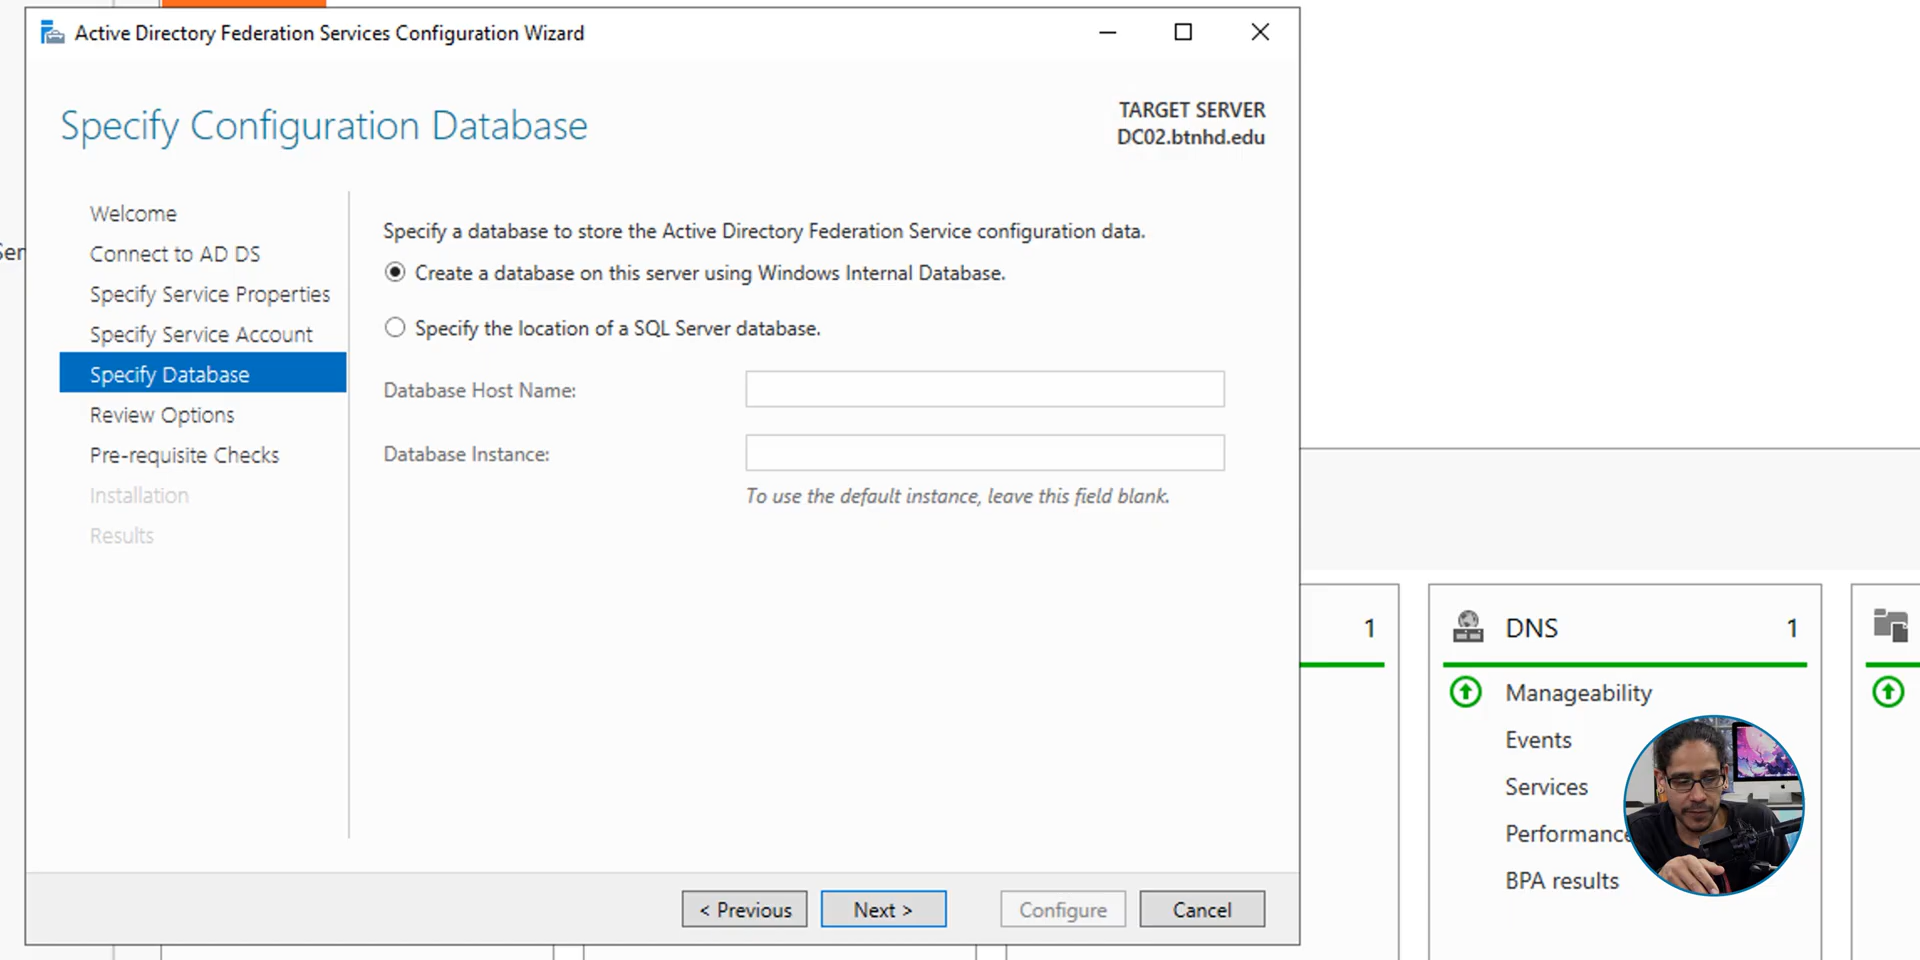 Active Directory Federation Services Configuration Wizard
Specify Configuration Database
TARGET SERVER
DC02.btnhd.edu
Welcome
Connect to AD DS
Specify Service Properties
Specify Service Account
Specify Database
Review Options
Pre-requisite Checks
Installation
Results
Specify a database to store the Active Directory Federation Service configuration data.
Create a database on this server using Windows Internal Database.
Specify the location of a SQL Server database.
Database Host Name:
Database Instance:
To use the default instance, leave this field blank.
< Previous
Next >
Configure
Cancel
1
DNS 1
Manageability
Events
Services
Performance
BPA results